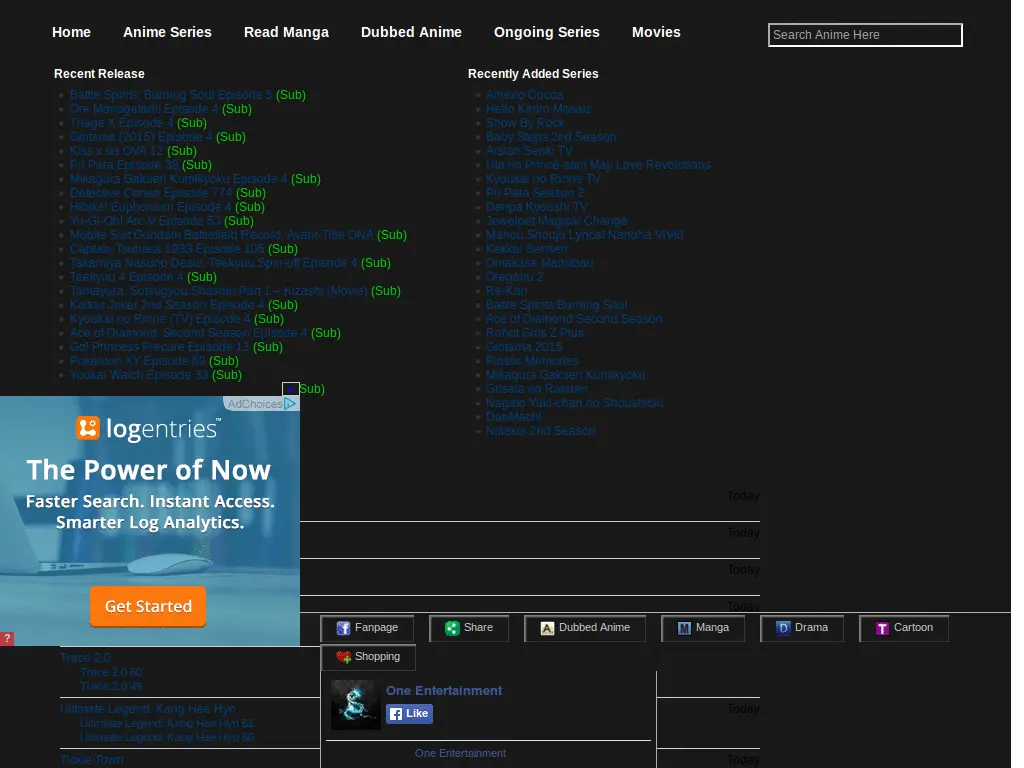 Home Anime Series Read Manga Dubbed Anime Ongoing Series Movies Search Anime Here
Recent Release
Battle Spirits: Burning Soul Episode 5 (Sub)
Ore Monogatari!! Episode 4 (Sub)
Triage X Episode 4 (Sub)
Gintama (2015) Episode 4 (Sub)
Kiss x sis OVA 12 (Sub)
Pri Para Episode 38 (Sub)
Mikagura Gakuen Kumikyoku Episode 4 (Sub)
Detective Conan Episode 774 (Sub)
Hibike! Euphonium Episode 4 (Sub)
Yu-Gi-Oh! Arc-V Episode 53 (Sub)
Mobile Suit Gundam Battlefield Record: Avant-Title ONA (Sub)
Captain Tsubasa 1983 Episode 105 (Sub)
Takamiya Nasuno Desu!: Teekyuu Spin-off Episode 4 (Sub)
Teekyuu 4 Episode 4 (Sub)
Tamayura: Sotsugyou Shashin Part 1 – Kizashi (Movie) (Sub)
Kaitou Joker 2nd Season Episode 4 (Sub)
Kyoukai no Rinne (TV) Episode 4 (Sub)
Ace of Diamond: Second Season Episode 4 (Sub)
Go! Princess Precure Episode 13 (Sub)
Pokemon XY Episode 69 (Sub)
Youkai Watch Episode 33 (Sub)
Sub)
Recently Added Series
Ameiro Cocoa
Hello Kiniro Mosaic
Show By Rock
Baby Steps 2nd Season
Arslan Senki TV
Uta no Prince-sam Maji Love Revolutions
Kyoukai no Rinne TV
Pri Para Season 2
Denpa Kyoushi TV
Jewelpet Magical Change
Mahou Shoujo Lyrical Nanoha ViVid
Kekkai Sensen
Omakase Mamitasu
Oregairu 2
Re-Kan
Battle Spirits Burning Soul
Ace of Diamond Second Season
Robot Girls Z Plus
Gintama 2015
Plastic Memories
Mikagura Gakuen Kumikyoku
Grisaia no Rakuen
Nagato Yuki-chan no Shoushitsu
DanMachi
Nisekoi 2nd Season
AdChoices
logentries™
The Power of Now
Faster Search. Instant Access.
Smarter Log Analytics.
Get Started
?
Today
Today
Today
Today
Fanpage Share Dubbed Anime Manga Drama Cartoon
Shopping
Trace 2.0
Trace 2.0 50
Trace 2.0 49
Ultimate Legend: Kang Hae Hyo
Ultimate Legend: Kang Hae Hyo 61
Ultimate Legend: Kang Hae Hyo 60
Tickle Town
One Entertainment
Like
One Entertainment
Today
Today